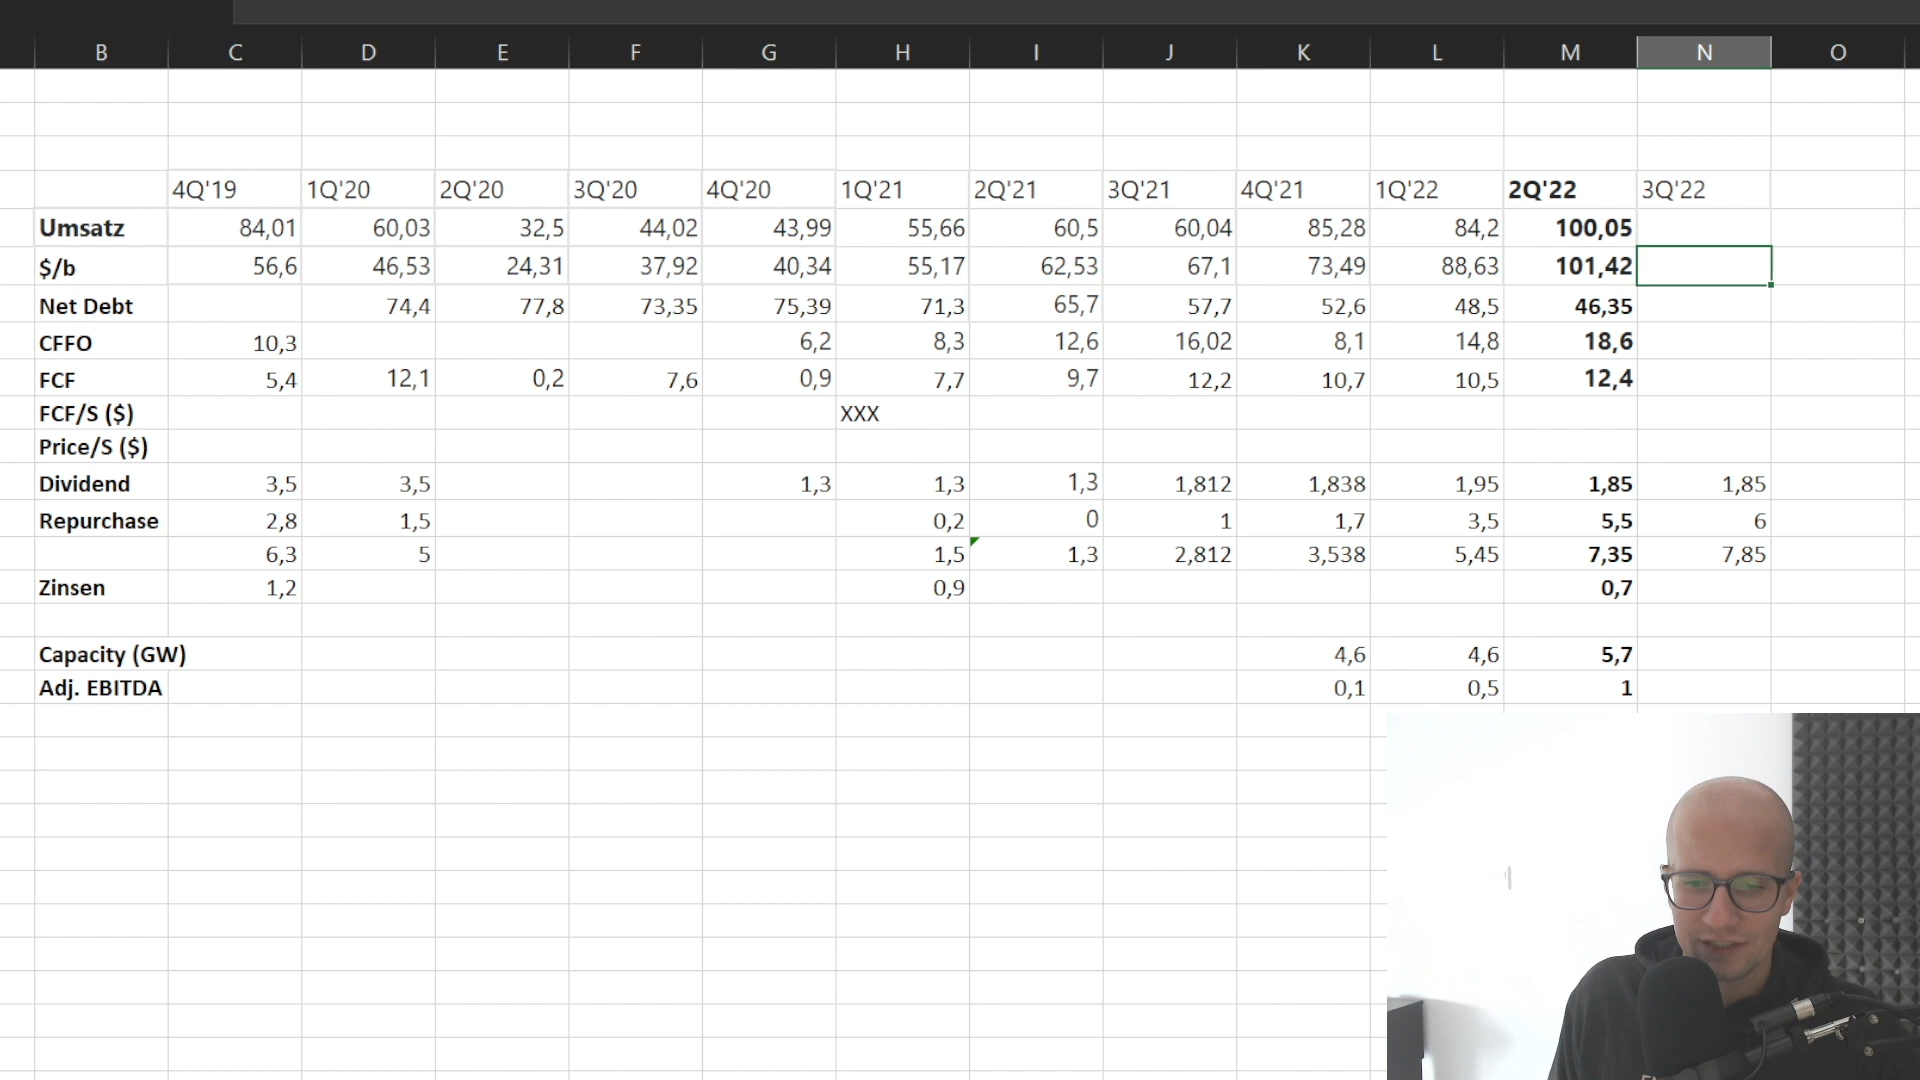 B C D E F G H I J K L M N O
4Q'19 1Q'20 2Q'20 3Q'20 4Q'20 1Q'21 2Q'21 3Q'21 4Q'21 1Q'22 2Q'22 3Q'22
Umsatz 84,01 60,03 32,5 44,02 43,99 55,66 60,5 60,04 85,28 84,2 100,05
$/b 56,6 46,53 24,31 37,92 40,34 55,17 62,53 67,1 73,49 88,63 101,42
Net Debt 74,4 77,8 73,35 75,39 71,3 65,7 57,7 52,6 48,5 46,35
CFFO 10,3 6,2 8,3 12,6 16,02 8,1 14,8 18,6
FCF 5,4 12,1 0,2 7,6 0,9 7,7 9,7 12,2 10,7 10,5 12,4
FCF/S ($) XXX
Price/S ($)
Dividend 3,5 3,5 1,3 1,3 1,3 1,812 1,838 1,95 1,85 1,85
Repurchase 2,8 1,5 0,2 0 1 1,7 3,5 5,5 6
6,3 5 1,5 1,3 2,812 3,538 5,45 7,35 7,85
Zinsen 1,2 0,9 0,7
Capacity (GW) 4,6 4,6 5,7
Adj. EBITDA 0,1 0,5 1